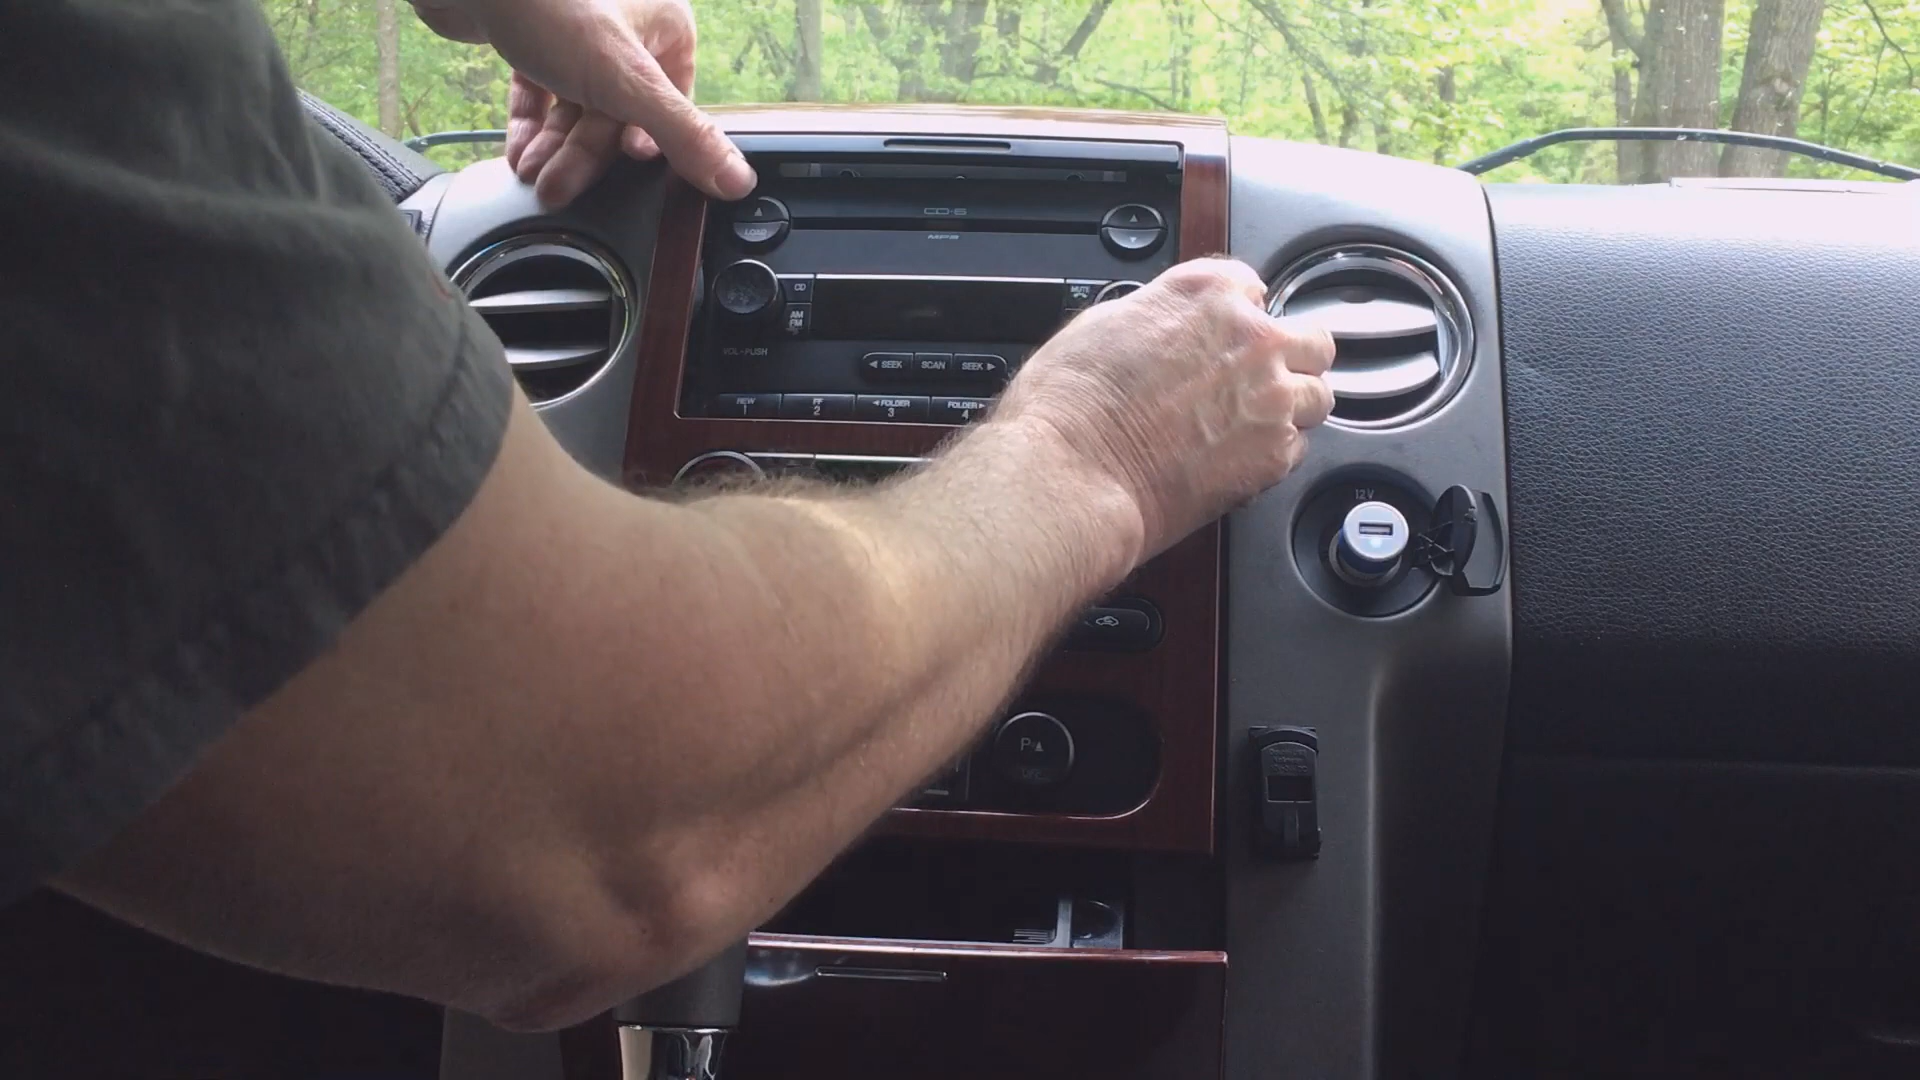 CD-6
LOAD
MP3
CD
MUTE
AM
FM
VOL-PUSH
SEEK
SCAN
SEEK
REW
1
FF
2
FOLDER
3
FOLDER
4
12V
P
OFF